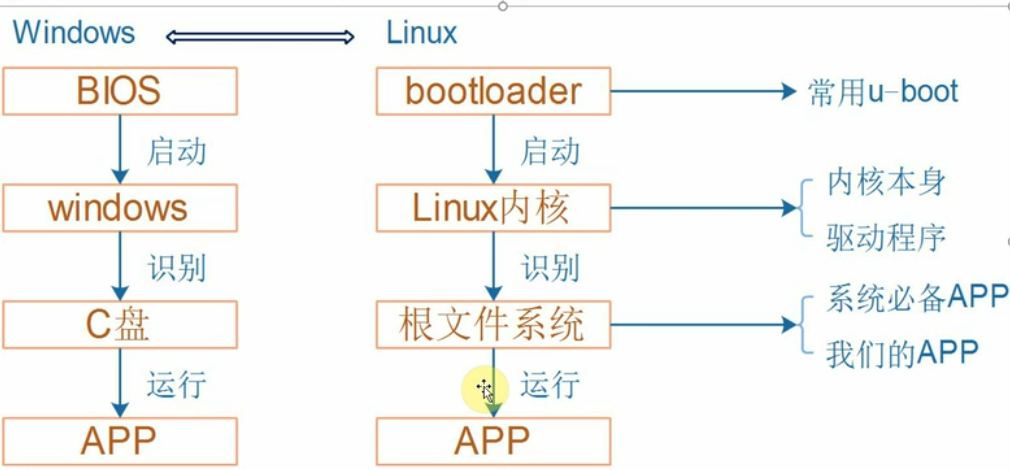 Windows
Linux
BIOS
bootloader
常用u-boot
启动
启动
windows
Linux内核
内核本身
驱动程序
识别
识别
C盘
根文件系统
系统必备APP
我们的APP
运行
运行
APP
APP